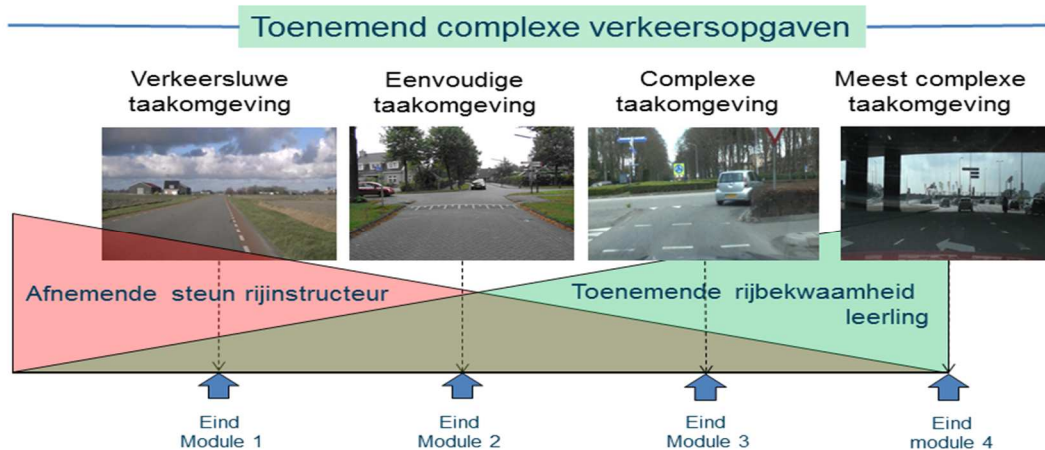 Toenemend complexe verkeersopgaven
Verkeersluwe
taakomgeving
Eenvoudige
taakomgeving
Complexe
taakomgeving
Meest complexe
taakomgeving
Afnemende steun rijinstructeur
Toenemende rijbekwaamheid
leerling
Eind
Module 1
Eind
Module 2
Eind
Module 3
Eind
module 4